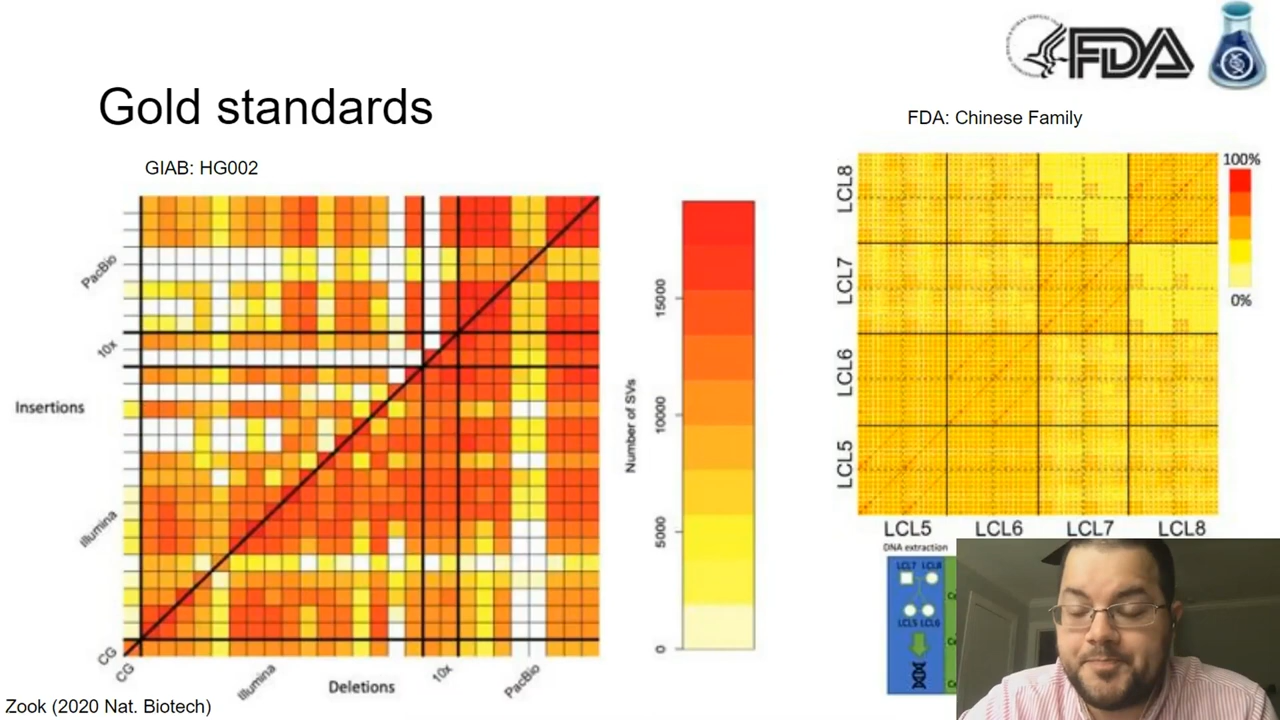 FDA
Gold standards
FDA: Chinese Family
GIAB: HG002
100%
0%
LCL8
LCL7
LCL6
LCL5
LCL5 LCL6 LCL7 LCL8
PacBio
10x
Insertions
Illumina
CG
CG Illumina 10x PacBio
Deletions
Number of SVs
0 5000 10000 15000
DNA extraction
LCL7 LCL8
LCL5 LCL6
Zook (2020 Nat. Biotech)